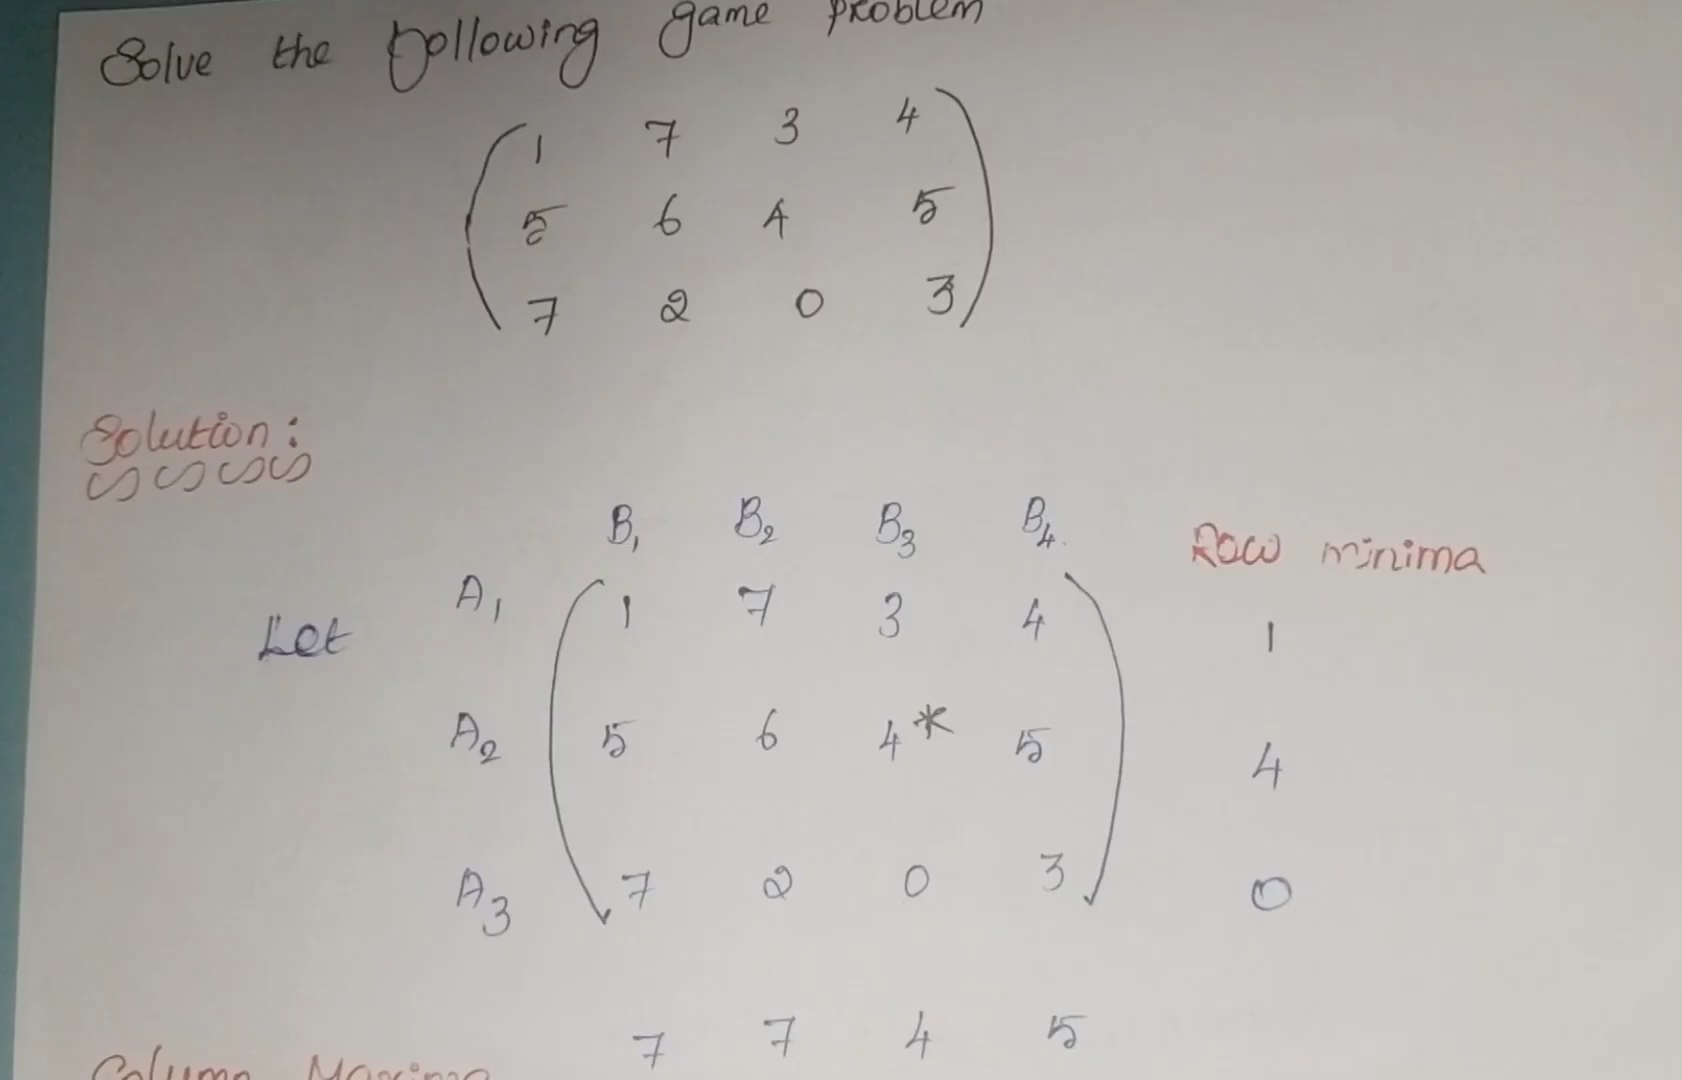 Solve the following game problem
1 7 3 4
5 6 4 5
7 2 0 3
Solution:
B1 B2 B3 B4. Row minima
Let A1 1 7 3 4 1
A2 5 6 4* 5 4
A3 7 2 0 3 0
Column Maxima 7 7 4 5